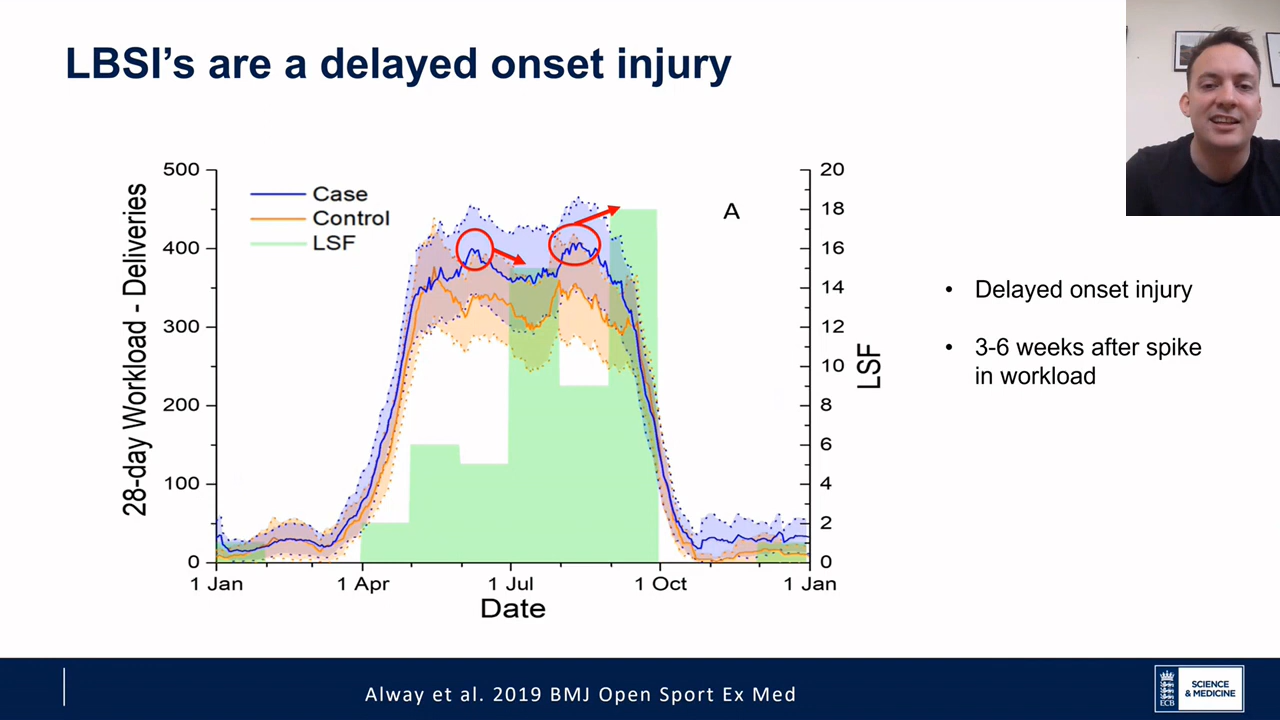 LBSI’s are a delayed onset injury
500
400
300
200
100
0
28-day Workload - Deliveries
Case
Control
LSF
A
20
18
16
14
12
10
8
6
4
2
0
LSF
1 Jan
1 Apr
1 Jul
1 Oct
1 Jan
Date
• Delayed onset injury
• 3-6 weeks after spike
in workload
Alway et al. 2019 BMJ Open Sport Ex Med
ECB
SCIENCE
& MEDICINE